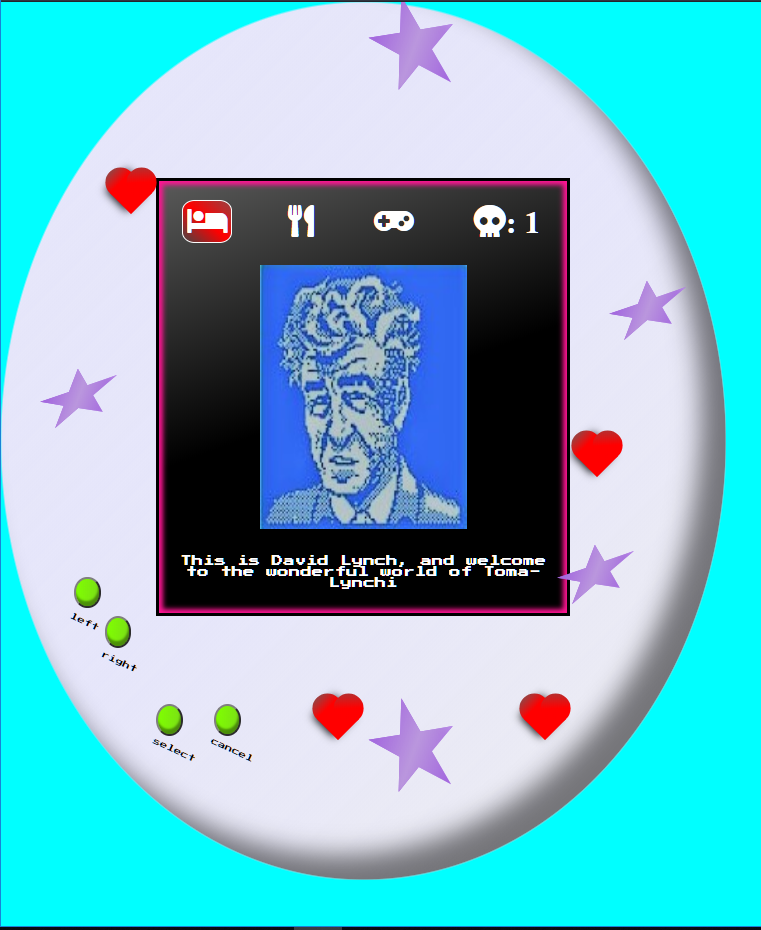 : 1
This is David Lynch, and welcome
to the wonderful world of Toma-
Lynchi
left
right
select
cancel